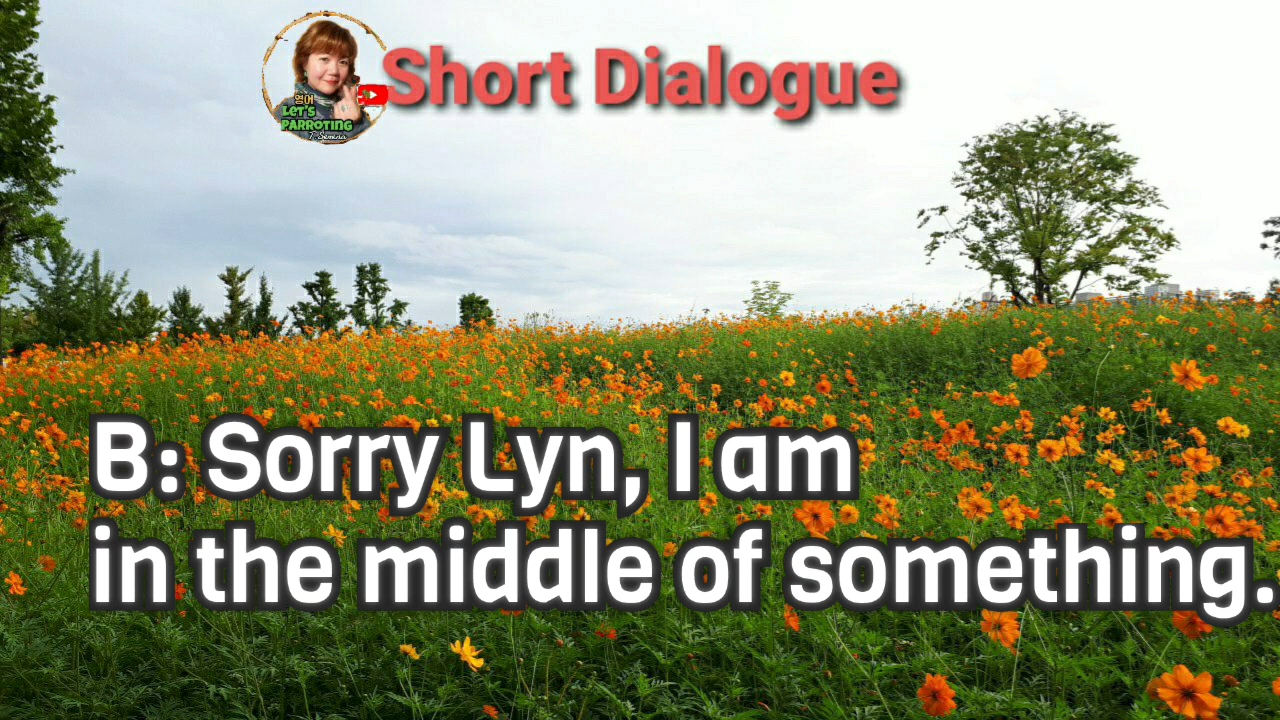 Short Dialogue
영어
LET'S
PARROTING
B: Sorry Lyn, I am
in the middle of something.